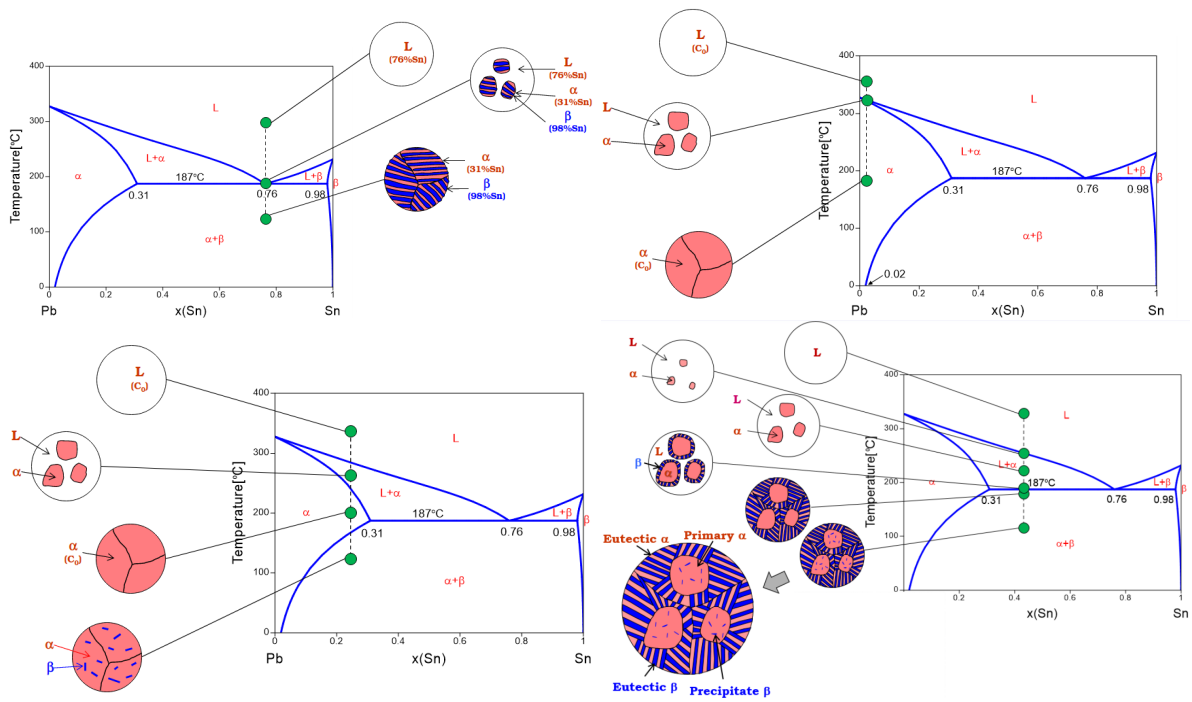 L
(76%Sn)
L
(76%Sn)
α
(31%Sn)
β
(98%Sn)
α
(31%Sn)
β
(98%Sn)
Temperature[℃]
400
300
200
100
0
L
L+α
α
187℃
L+β
β
0.31
0.76
0.98
α+β
0
0.2
0.4
0.6
0.8
1
Pb
x(Sn)
Sn
L
(C₀)
L
α
α
(C₀)
Temperature[℃]
400
300
200
100
0
L
L+α
α
187℃
L+β
β
0.31
0.76
0.98
α+β
0.02
0
0.2
0.4
0.6
0.8
1
Pb
x(Sn)
Sn
L
(C₀)
L
α
α
(C₀)
α
β
Temperature[℃]
400
300
200
100
0
L
L+α
α
187℃
L+β
β
0.31
0.76
0.98
α+β
0
0.2
0.4
0.6
0.8
1
Pb
x(Sn)
Sn
L
L
α
L
α
L
β
α
Eutectic α
Primary α
Eutectic β
Precipitate β
Temperature[℃]
400
300
200
100
0
L
L+α
α
187℃
L+β
β
0.31
0.76
0.98
α+β
0.2
0.4
0.6
0.8
1
x(Sn)
Sn